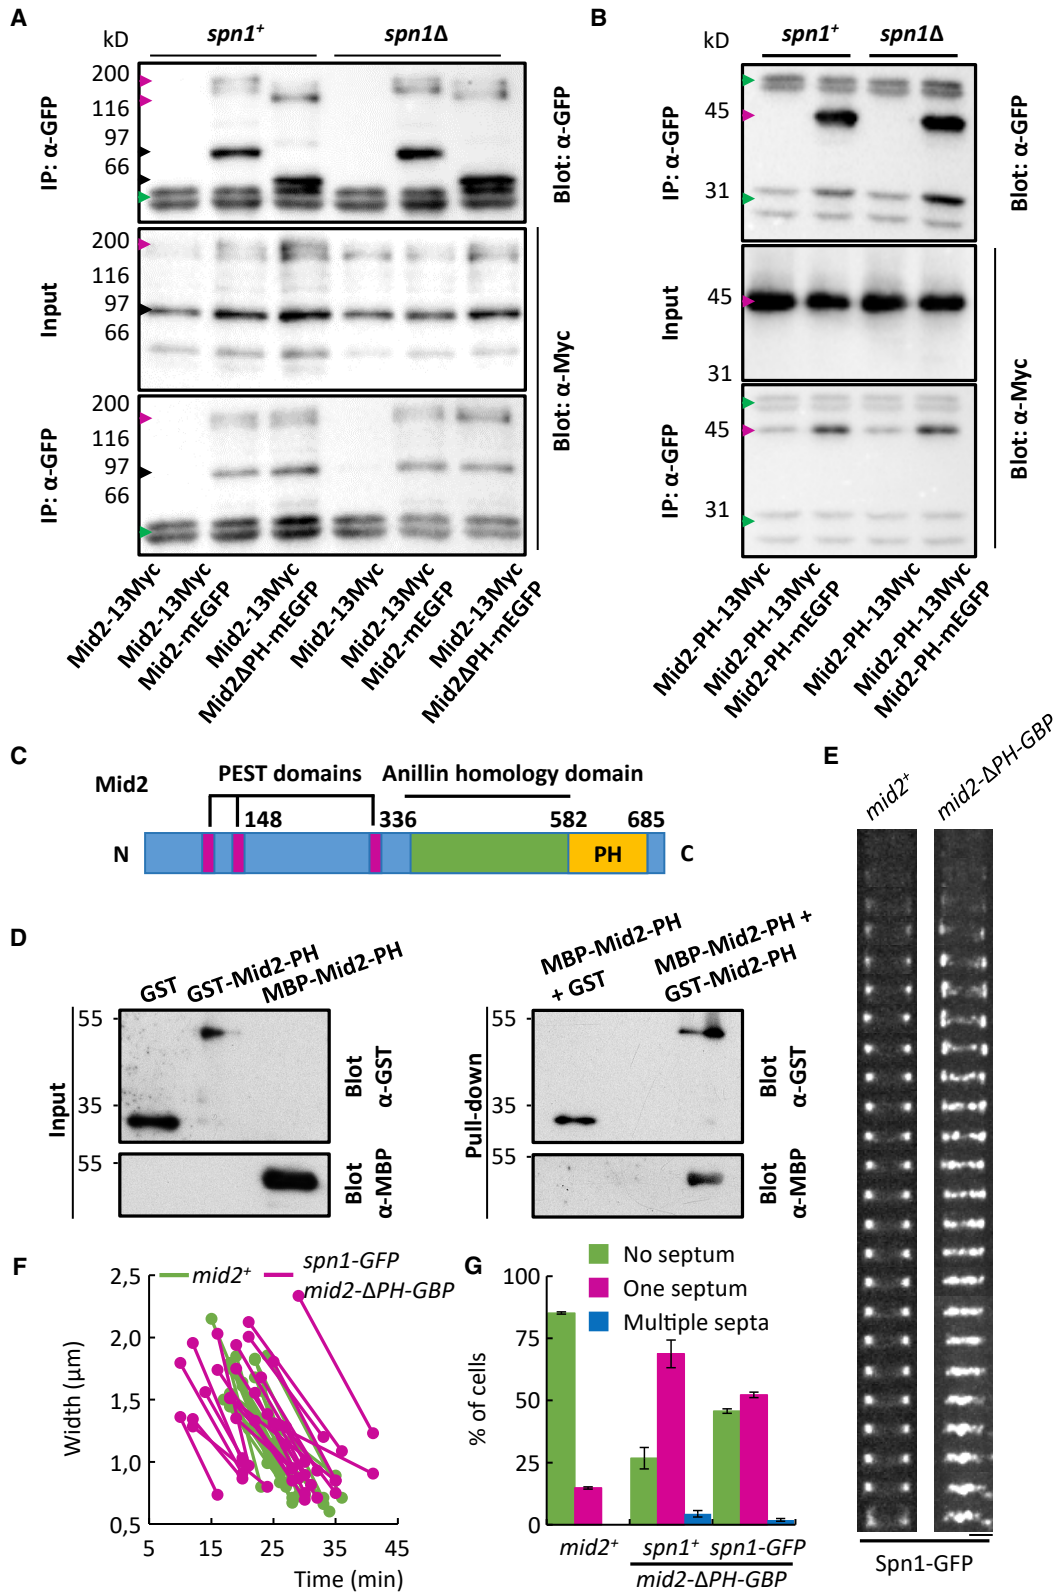 A
kD
spn1+
spn1Δ
200
116
97
66
IP: α-GFP
Blot: α-GFP
200
116
97
66
Input
200
116
97
66
IP: α-GFP
Blot: α-Myc
Mid2-13Myc
Mid2-13Myc
Mid2-mEGFP
Mid2-13Myc
Mid2ΔPH-mEGFP
Mid2-13Myc
Mid2-13Myc
Mid2-mEGFP
Mid2-13Myc
Mid2ΔPH-mEGFP
B
kD
spn1+
spn1Δ
45
31
IP: α-GFP
Blot: α-GFP
45
31
Input
45
31
IP: α-GFP
Blot: α-Myc
Mid2-PH-13Myc
Mid2-PH-13Myc
Mid2-PH-mEGFP
Mid2-PH-13Myc
Mid2-PH-13Myc
Mid2-PH-mEGFP
C
Mid2
PEST domains
Anillin homology domain
148
336
582
685
N
PH
C
D
GST
GST-Mid2-PH
MBP-Mid2-PH
Input
55
35
Blot
α-GST
55
Blot
α-MBP
MBP-Mid2-PH
+ GST
MBP-Mid2-PH +
GST-Mid2-PH
Pull-down
55
35
Blot
α-GST
55
Blot
α-MBP
E
mid2+
mid2-ΔPH-GBP
Spn1-GFP
F
mid2+
spn1-GFP
mid2-ΔPH-GBP
Width (µm)
2,5
2,0
1,5
1,0
0,5
5
15
25
35
45
Time (min)
G
No septum
One septum
Multiple septa
% of cells
100
75
50
25
0
mid2+
spn1+
spn1-GFP
mid2-ΔPH-GBP